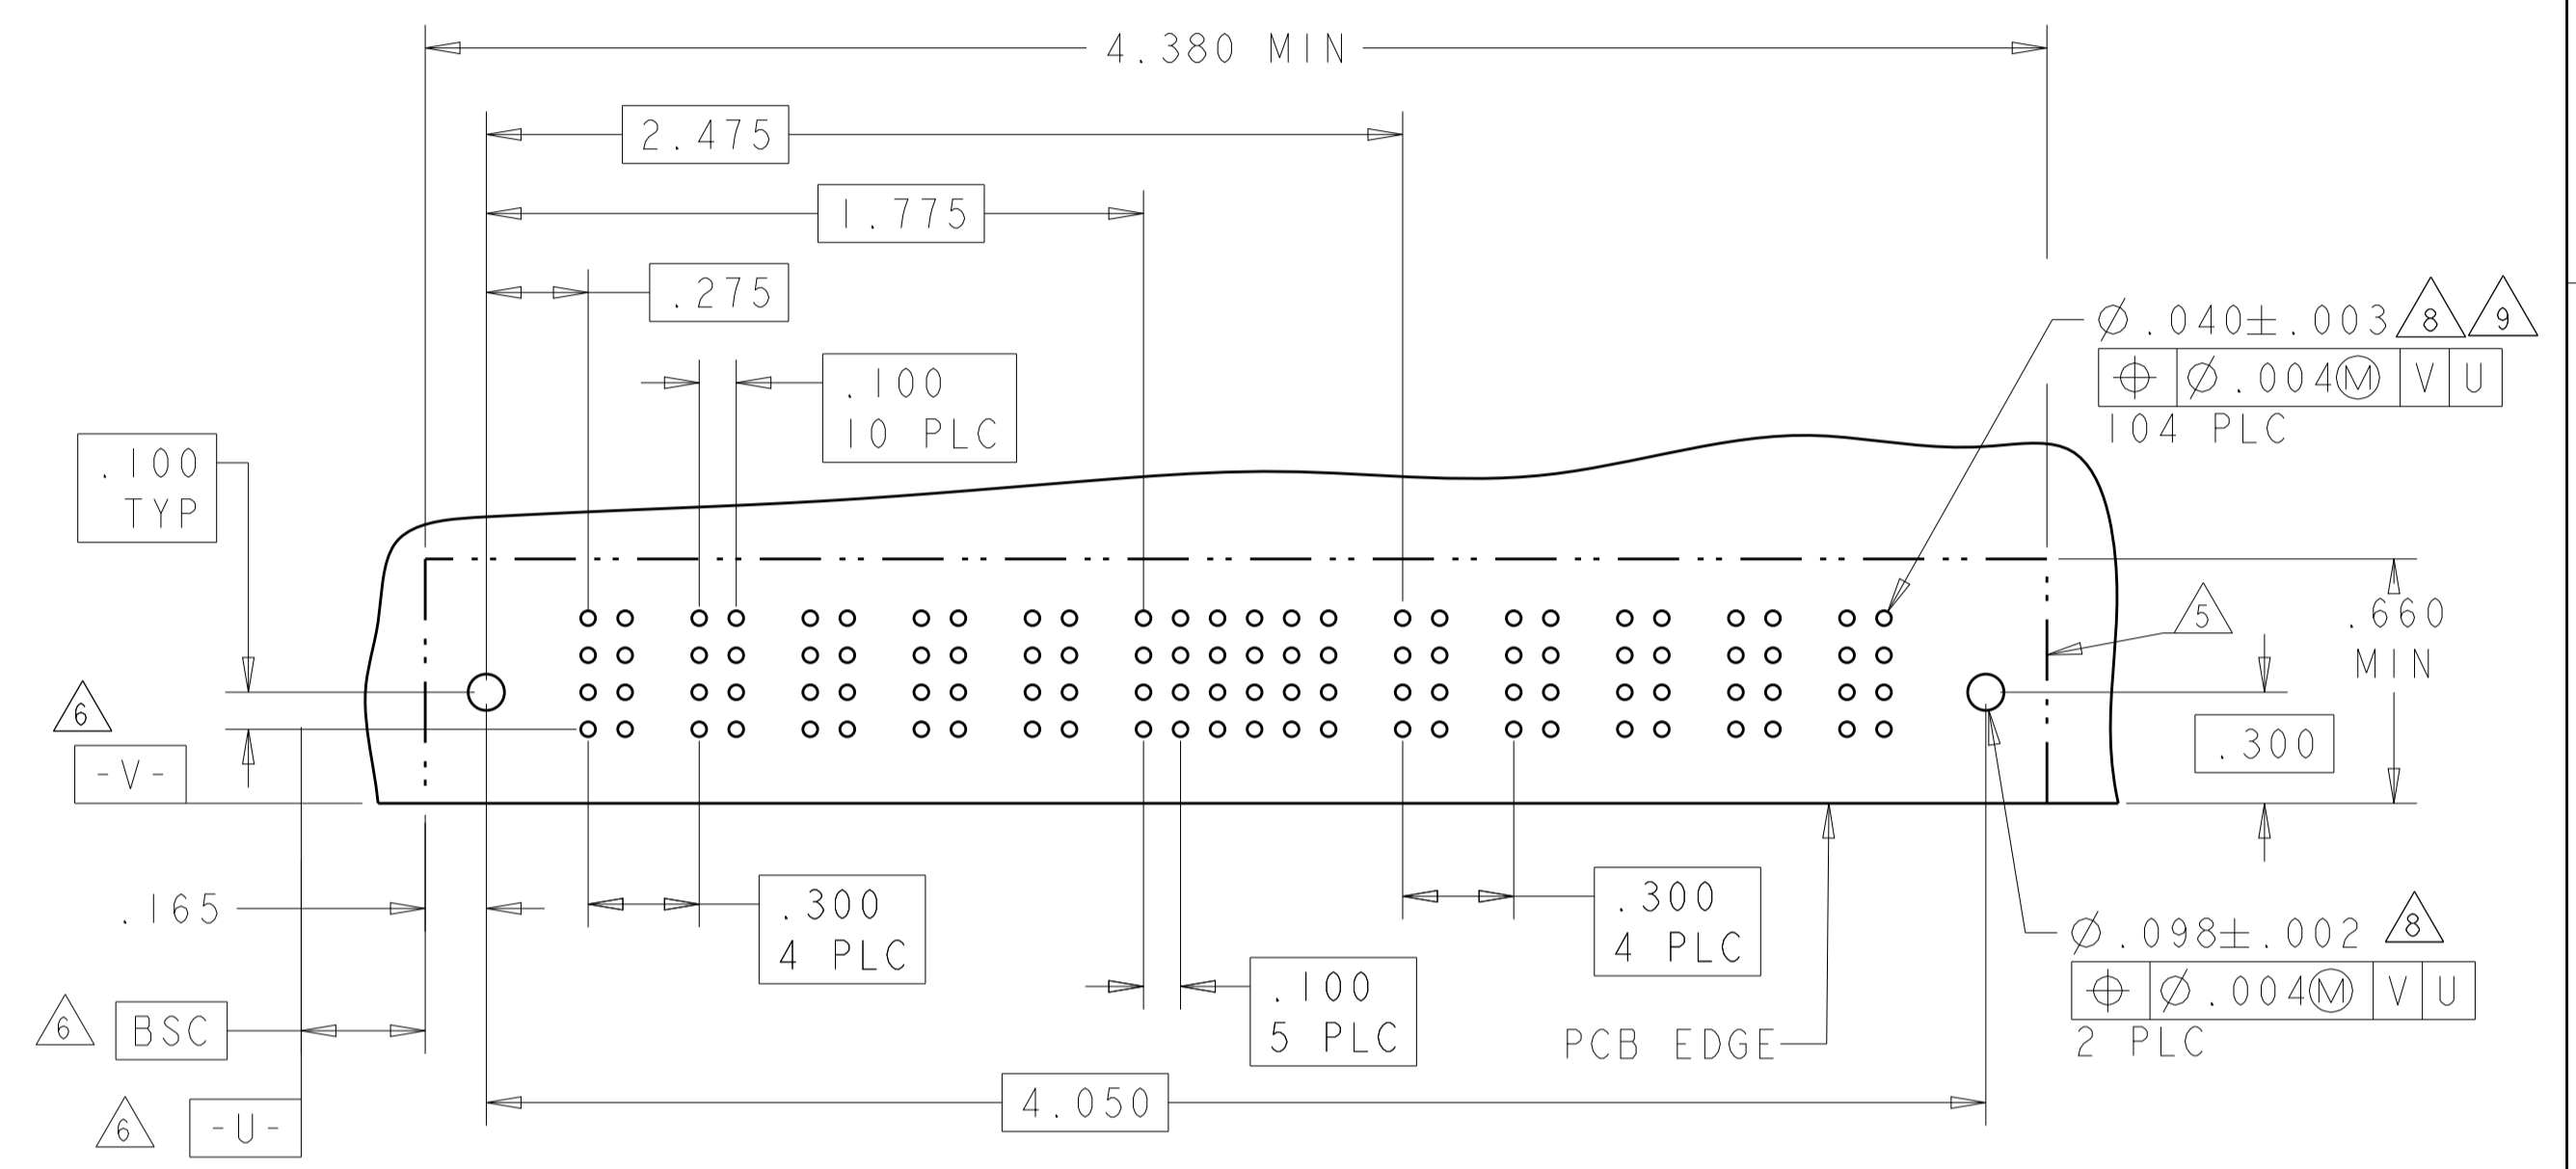 4.380 MIN
2.475
1.775
.275
.100
10 PLC
.100
TYP
Ø.040±.003 8 9
⌖ Ø.004Ⓜ V U
104 PLC
5
.660
MIN
6
-V-
.300
.165
.300
4 PLC
.300
4 PLC
Ø.098±.002 8
⌖ Ø.004Ⓜ V U
2 PLC
.100
5 PLC
PCB EDGE
6 BSC
4.050
6 -U-